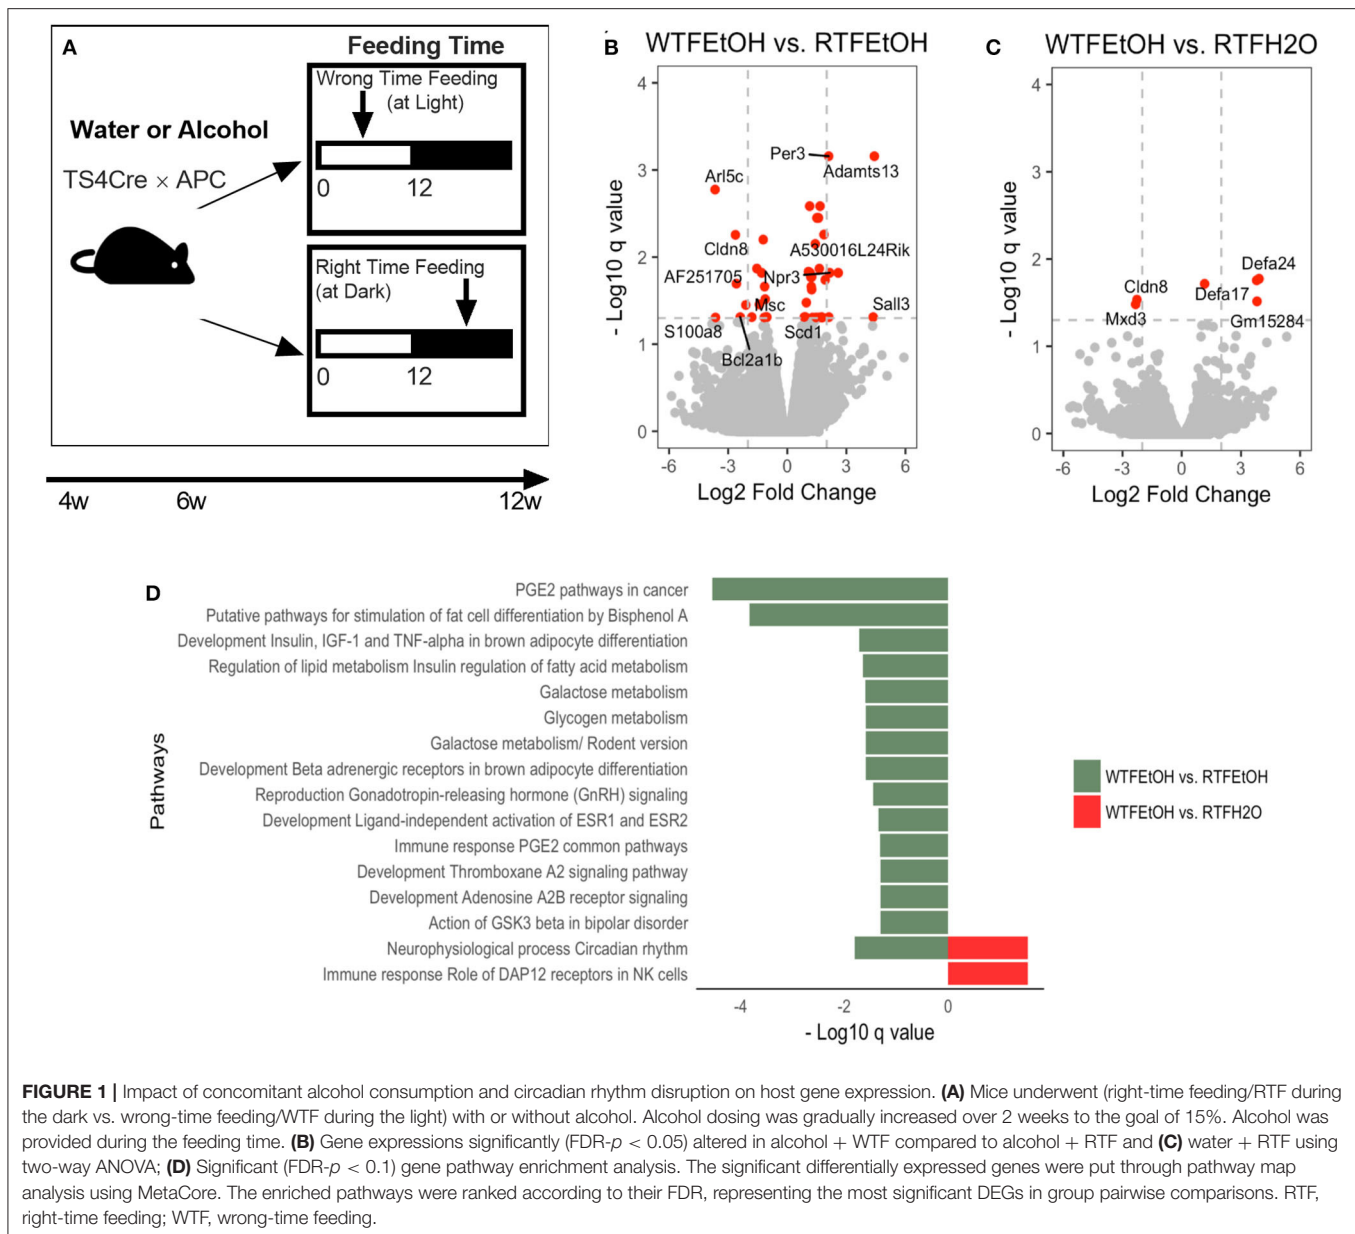 A
Feeding Time
Wrong Time Feeding
(at Light)
Water or Alcohol
TS4Cre × APC
0 12
Right Time Feeding
(at Dark)
0 12
4w 6w 12w
B
WTFEtOH vs. RTFEtOH
- Log10 q value
4
3
2
1
0
Per3
Adamts13
Arl5c
Cldn8
A530016L24Rik
AF251705
Npr3
Msc
Sall3
S100a8
Scd1
Bcl2a1b
-6 -3 0 3 6
Log2 Fold Change
C
WTFEtOH vs. RTFH2O
- Log10 q value
4
3
2
1
0
Defa24
Cldn8
Defa17
Mxd3
Gm15284
-6 -3 0 3 6
Log2 Fold Change
D
Pathways
PGE2 pathways in cancer
Putative pathways for stimulation of fat cell differentiation by Bisphenol A
Development Insulin, IGF-1 and TNF-alpha in brown adipocyte differentiation
Regulation of lipid metabolism Insulin regulation of fatty acid metabolism
Galactose metabolism
Glycogen metabolism
Galactose metabolism/ Rodent version
Development Beta adrenergic receptors in brown adipocyte differentiation
Reproduction Gonadotropin-releasing hormone (GnRH) signaling
Development Ligand-independent activation of ESR1 and ESR2
Immune response PGE2 common pathways
Development Thromboxane A2 signaling pathway
Development Adenosine A2B receptor signaling
Action of GSK3 beta in bipolar disorder
Neurophysiological process Circadian rhythm
Immune response Role of DAP12 receptors in NK cells
-4 -2 0
- Log10 q value
WTFEtOH vs. RTFEtOH
WTFEtOH vs. RTFH2O
FIGURE 1 | Impact of concomitant alcohol consumption and circadian rhythm disruption on host gene expression. (A) Mice underwent (right-time feeding/RTF during
the dark vs. wrong-time feeding/WTF during the light) with or without alcohol. Alcohol dosing was gradually increased over 2 weeks to the goal of 15%. Alcohol was
provided during the feeding time. (B) Gene expressions significantly (FDR-p < 0.05) altered in alcohol + WTF compared to alcohol + RTF and (C) water + RTF using
two-way ANOVA; (D) Significant (FDR-p < 0.1) gene pathway enrichment analysis. The significant differentially expressed genes were put through pathway map
analysis using MetaCore. The enriched pathways were ranked according to their FDR, representing the most significant DEGs in group pairwise comparisons. RTF,
right-time feeding; WTF, wrong-time feeding.